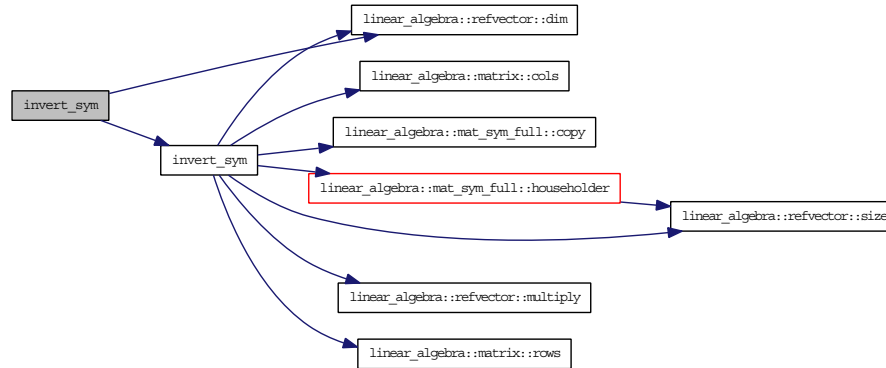 linear_algebra::refvector::dim
linear_algebra::matrix::cols
invert_sym
linear_algebra::mat_sym_full::copy
invert_sym
linear_algebra::mat_sym_full::householder
linear_algebra::refvector::size
linear_algebra::refvector::multiply
linear_algebra::matrix::rows